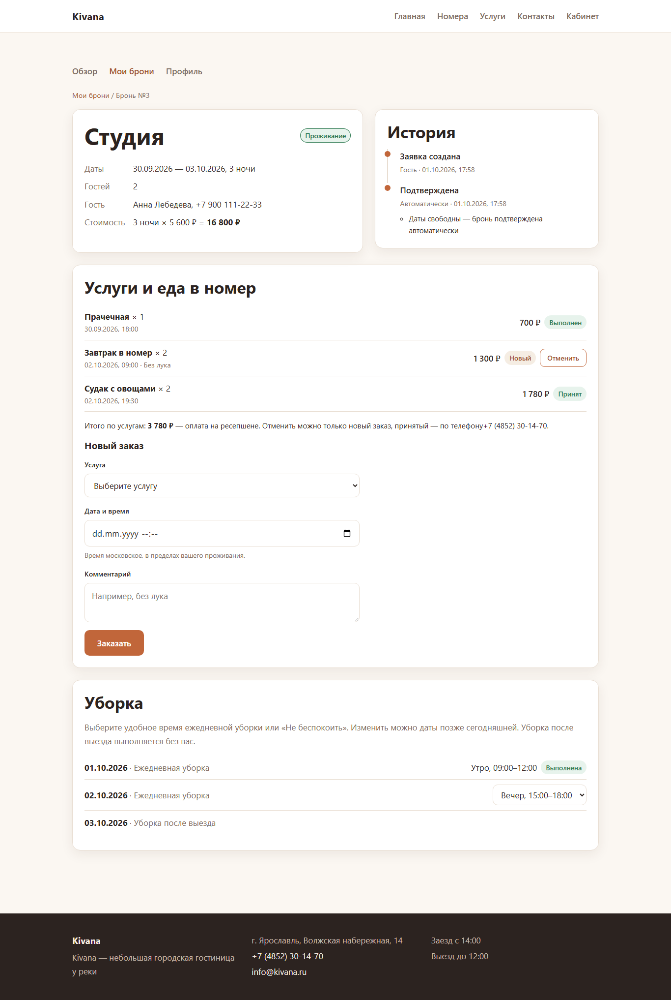 Kivana
Главная Номера Услуги Контакты Кабинет
Обзор Мои брони Профиль
Мои брони / Бронь №3
Студия
Проживание
Даты 30.09.2026 — 03.10.2026, 3 ночи
Гостей 2
Гость Анна Лебедева, +7 900 111-22-33
Стоимость 3 ночи × 5 600 ₽ = 16 800 ₽
История
Заявка создана
Гость · 01.10.2026, 17:58
Подтверждена
Автоматически · 01.10.2026, 17:58
Даты свободны — бронь подтверждена
автоматически
Услуги и еда в номер
Прачечная × 1
30.09.2026, 18:00
700 ₽ Выполнен
Завтрак в номер × 2
02.10.2026, 09:00 · Без лука
1 300 ₽ Новый Отменить
Судак с овощами × 2
02.10.2026, 19:30
1 780 ₽ Принят
Итого по услугам: 3 780 ₽ — оплата на ресепшене. Отменить можно только новый заказ, принятый — по телефону+7 (4852) 30-14-70.
Новый заказ
Услуга
Выберите услугу
Дата и время
dd.mm.yyyy --:--
Время московское, в пределах вашего проживания.
Комментарий
Например, без лука
Заказать
Уборка
Выберите удобное время ежедневной уборки или «Не беспокоить». Изменить можно даты позже сегодняшней. Уборка после
выезда выполняется без вас.
01.10.2026 · Ежедневная уборка Утро, 09:00–12:00 Выполнена
02.10.2026 · Ежедневная уборка Вечер, 15:00–18:00
03.10.2026 · Уборка после выезда
Kivana
Kivana — небольшая городская гостиница
у реки
г. Ярославль, Волжская набережная, 14
+7 (4852) 30-14-70
info@kivana.ru
Заезд с 14:00
Выезд до 12:00